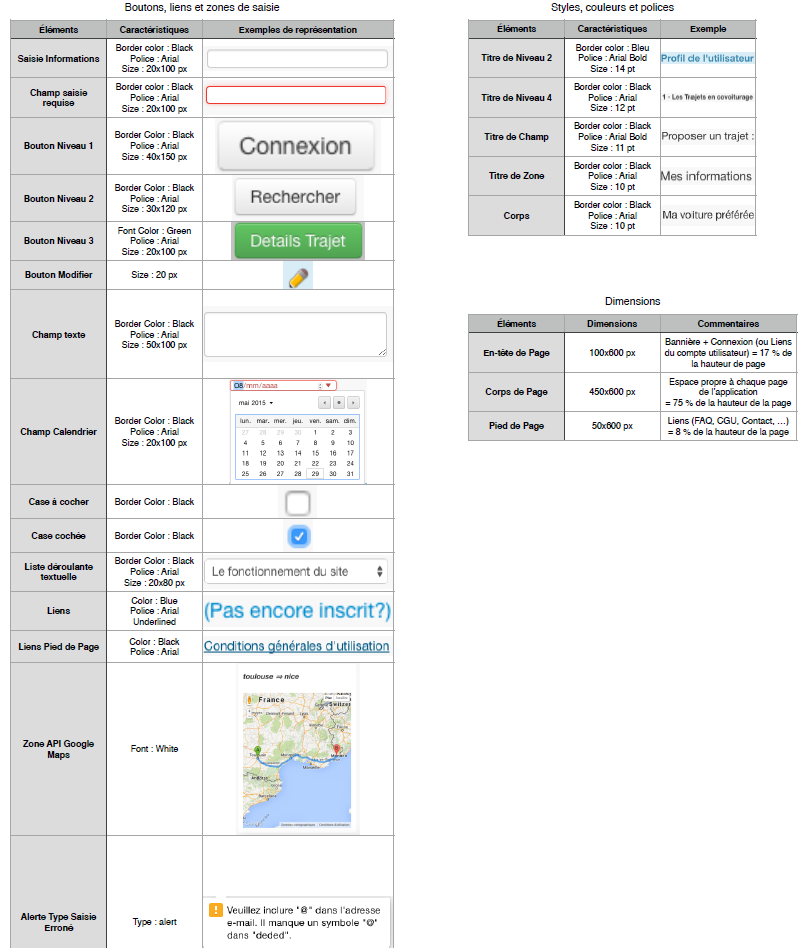 Boutons, liens et zones de saisie
Éléments Caractéristiques Exemples de représentation
Saisie Informations
Border color : Black
Police : Arial
Size : 20x100 px
Champ saisie
requise
Border color : Black
Police : Arial
Size : 20x100 px
Bouton Niveau 1
Border Color : Black
Police : Arial
Size : 40x150 px
Connexion
Bouton Niveau 2
Border Color : Black
Police : Arial
Size : 30x120 px
Rechercher
Bouton Niveau 3
Font Color : Green
Police : Arial
Size : 20x100 px
Details Trajet
Bouton Modifier
Size : 20 px
Champ texte
Border Color : Black
Police : Arial
Size : 50x100 px
Champ Calendrier
Border Color : Black
Police : Arial
Size : 20x100 px
08/mm/aaaa
mai 2015
lun. mar. mer. jeu. ven. sam. dim.
27 28 29 30 1 2 3
4 5 6 7 8 9 10
11 12 13 14 15 16 17
18 19 20 21 22 23 24
25 26 27 28 29 30 31
Case à cocher
Border Color : Black
Case cochée
Border Color : Black
Liste déroulante
textuelle
Border Color : Black
Police : Arial
Size : 20x80 px
Le fonctionnement du site
Liens
Color : Blue
Police : Arial
Underlined
(Pas encore inscrit?)
Liens Pied de Page
Color : Black
Police : Arial
Conditions générales d'utilisation
Zone API Google
Maps
Font : White
toulouse ⇒ nice
France
Alerte Type Saisie
Erroné
Type : alert
Veuillez inclure "@" dans l'adresse
e-mail. Il manque un symbole "@"
dans "deded".
Styles, couleurs et polices
Éléments Caractéristiques Exemple
Titre de Niveau 2
Border color : Bleu
Police : Arial Bold
Size : 14 pt
Profil de l'utilisateur
Titre de Niveau 4
Border color : Black
Police : Arial
Size : 12 pt
1 - Les Trajets en covoiturage
Titre de Champ
Border color : Black
Police : Arial Bold
Size : 11 pt
Proposer un trajet :
Titre de Zone
Border color : Black
Police : Arial
Size : 10 pt
Mes informations
Corps
Border color : Black
Police : Arial
Size : 10 pt
Ma voiture préférée
Dimensions
Éléments Dimensions Commentaires
En-tête de Page
100x600 px
Bannière + Connexion (ou Liens
du compte utilisateur) = 17 % de
la hauteur de page
Corps de Page
450x600 px
Espace propre à chaque page
de l'application
= 75 % de la hauteur de la page
Pied de Page
50x600 px
Liens (FAQ, CGU, Contact, ...)
= 8 % de la hauteur de la page